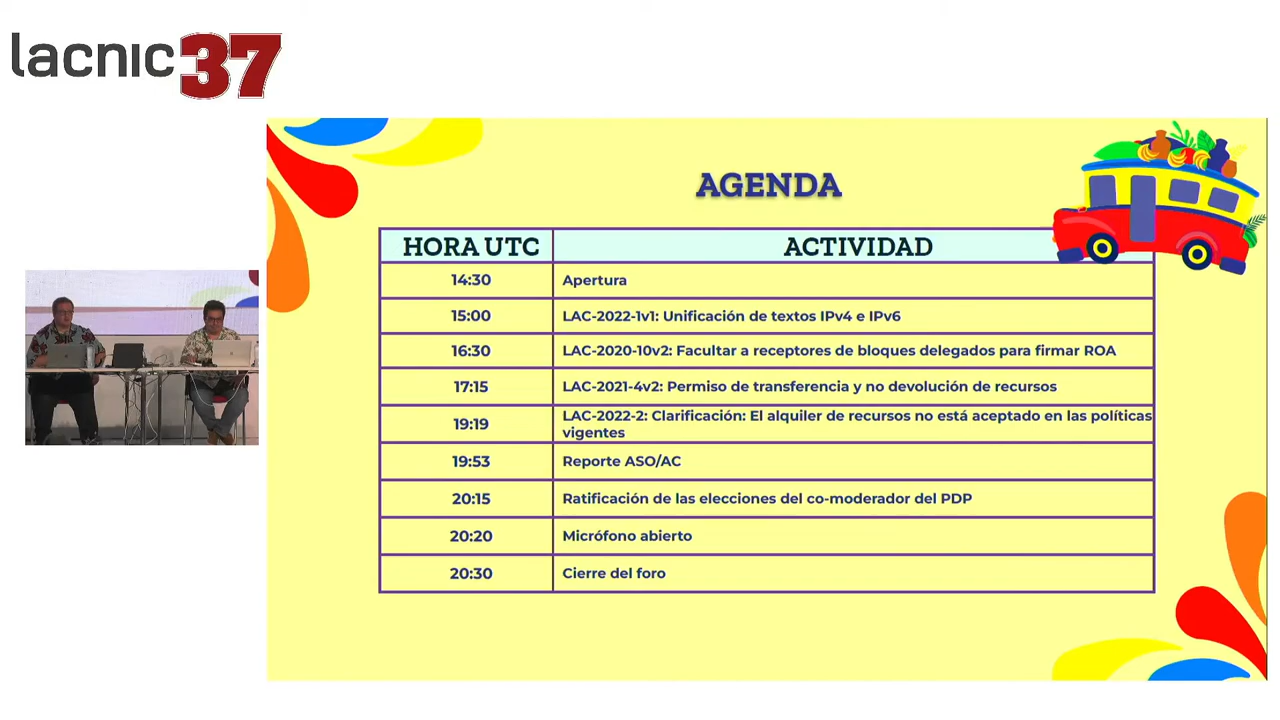 lacnic 37
AGENDA
HORA UTC ACTIVIDAD
14:30 Apertura
15:00 LAC-2022-1v1: Unificación de textos IPv4 e IPv6
16:30 LAC-2020-10v2: Facultar a receptores de bloques delegados para firmar ROA
17:15 LAC-2021-4v2: Permiso de transferencia y no devolución de recursos
19:19 LAC-2022-2: Clarificación: El alquiler de recursos no está aceptado en las políticas
vigentes
19:53 Reporte ASO/AC
20:15 Ratificación de las elecciones del co-moderador del PDP
20:20 Micrófono abierto
20:30 Cierre del foro